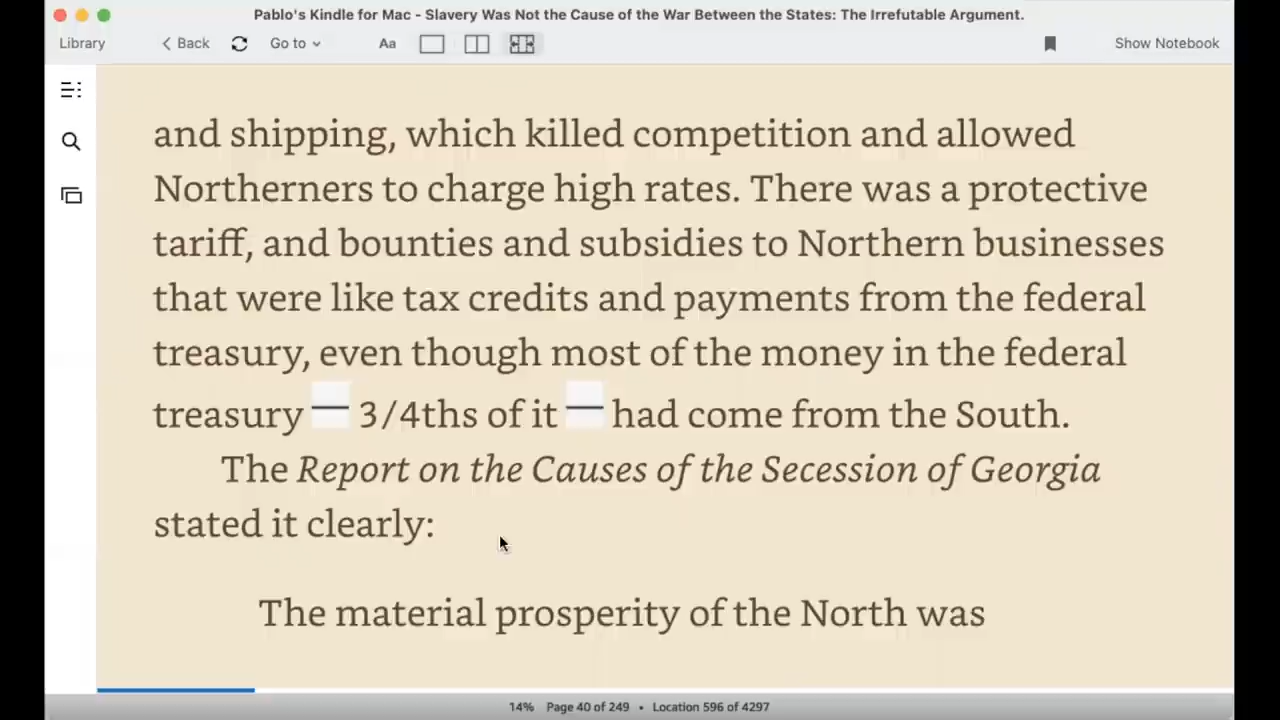 Pablo's Kindle for Mac - Slavery Was Not the Cause of the War Between the States: The Irrefutable Argument.
Library Back Go to Aa Show Notebook
and shipping, which killed competition and allowed
Northerners to charge high rates. There was a protective
tariff, and bounties and subsidies to Northern businesses
that were like tax credits and payments from the federal
treasury, even though most of the money in the federal
treasury — 3/4ths of it — had come from the South.
The Report on the Causes of the Secession of Georgia
stated it clearly:
The material prosperity of the North was
14% Page 40 of 249 • Location 596 of 4297